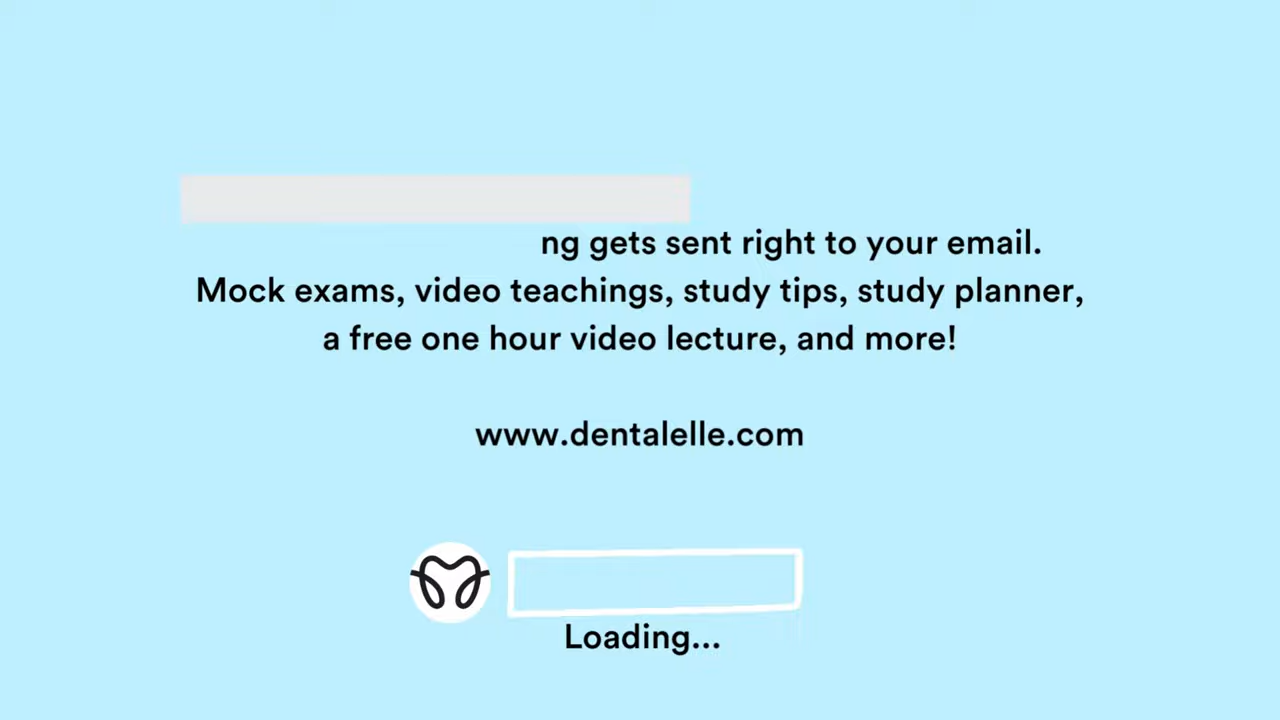 ng gets sent right to your email.
Mock exams, video teachings, study tips, study planner,
a free one hour video lecture, and more!
www.dentalelle.com
Loading...